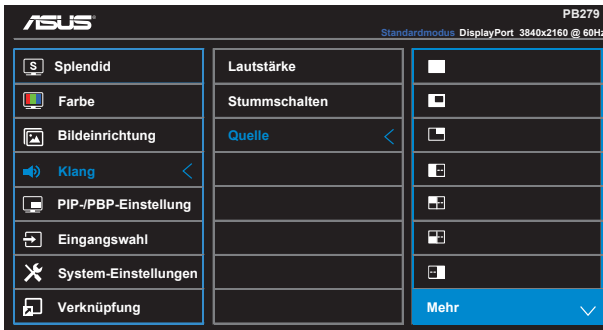 ASUS
PB279
Standardmodus DisplayPort 3840x2160 @ 60Hz
S Splendid
Farbe
Bildeinrichtung
Klang
PIP-/PBP-Einstellung
Eingangswahl
System-Einstellungen
Verknüpfung
Lautstärke
Stummschalten
Quelle
Mehr